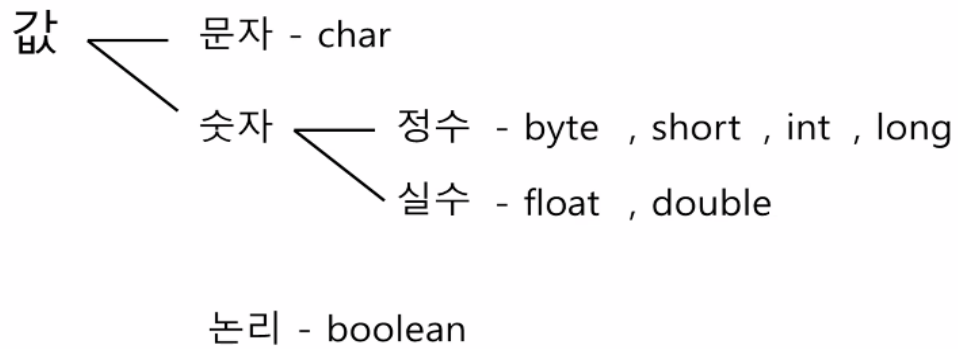 값 문자 - char
숫자 정수 - byte , short , int , long
실수 - float , double
논리 - boolean